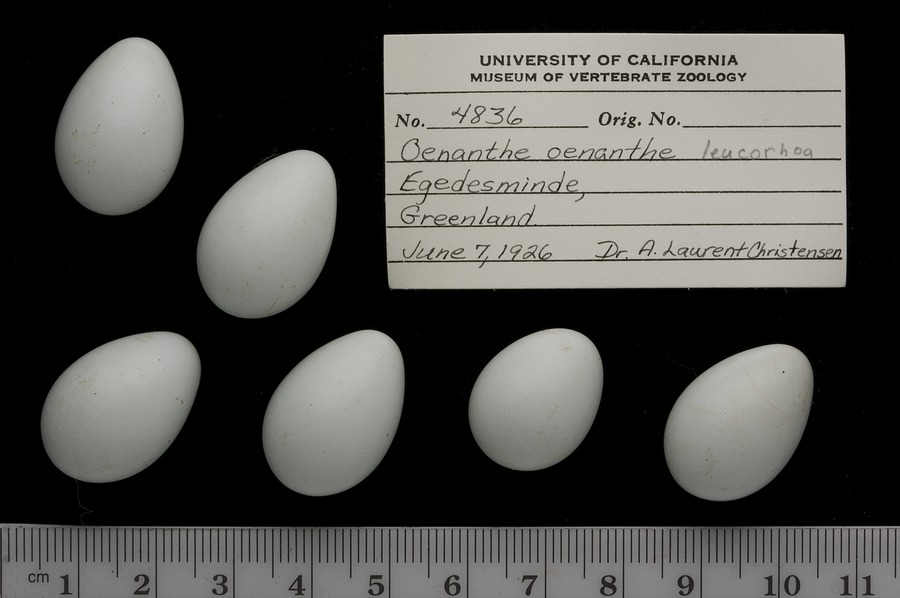 UNIVERSITY OF CALIFORNIA
MUSEUM OF VERTEBRATE ZOOLOGY
No. 4836 Orig. No.
Oenanthe oenanthe leucorhoa
Egedesminde,
Greenland
June 7, 1926 Dr. A. Laurent Christensen
cm 1 2 3 4 5 6 7 8 9 10 11